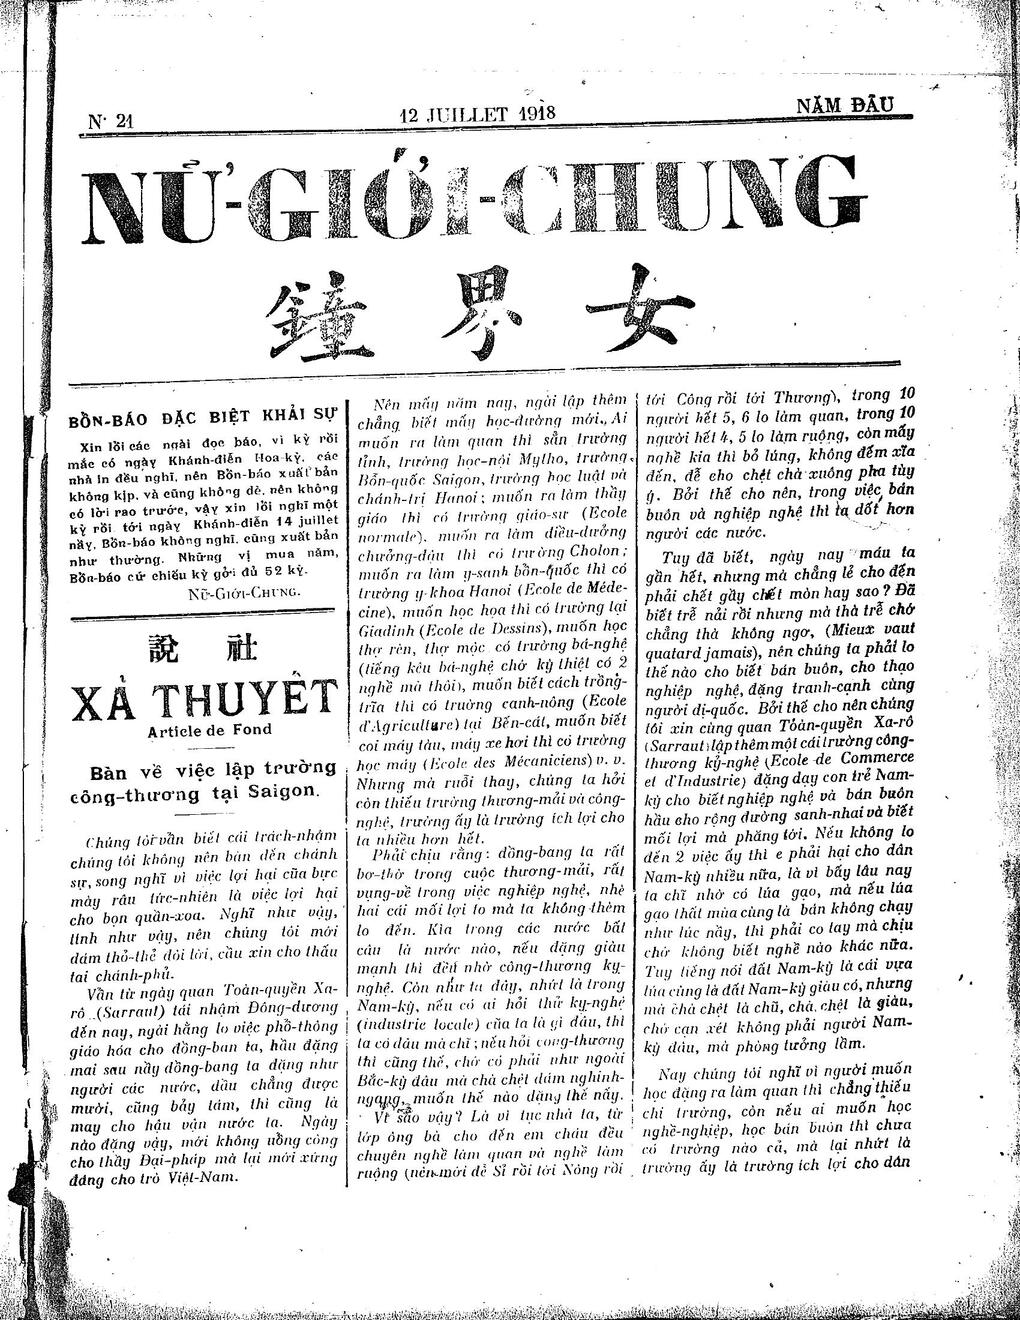 Nº 21
12 JUILLET 1918
NĂM ĐẦU
NỮ-GIỚI-CHUNG
鐘 界 女
BỒN-BÁO ĐẶC BIỆT KHẢI SỰ
Xin lỗi các ngài đọc báo, vì kỳ rồi
mắc có ngày Khánh-điển Hoa-kỳ, các
nhà in đều nghĩ, nên Bồn-báo xuất bản
không kịp, và cũng không dè, nên không
có lời rao trước, vậy xin lỗi nghĩ một
kỳ rồi tới ngày Khánh-điển 14 juillet
nầy, Bồn-báo không nghĩ, cũng xuất bản
như thường. Những vị mua năm,
Bồn-báo cứ chiếu kỳ gởi đủ 52 kỳ.
NỮ-GIỚI-CHUNG.
說 社
XÃ THUYẾT
Article de Fond
Bàn về việc lập trường
công-thương tại Saigon.
Chúng tôi vẫn biết cái trách-nhậm
chúng tôi không nên bàn đến chánh
sự, song nghĩ vì việc lợi hại của bực
mày râu tức-nhiên là việc lợi hại
cho bọn quần-xoa. Nghĩ như vậy,
tính như vậy, nên chúng tôi mới
dám thỏ-thẻ đôi lời, cầu xin cho thấu
tai chánh-phủ.
Vẫn từ ngày quan Toàn-quyền Xa-
rô (Sarraut) tái nhậm Đông-dương
đến nay, ngài hằng lo việc phổ-thông
giáo hóa cho đồng-ban ta, hầu đặng
mai sau nầy đồng-bang ta đặng như
người các nước, dầu chẳng được
mười, cũng bảy tám, thì cũng là
may cho hậu vận nước ta. Ngày
nào đặng vậy, mới không uổng công
cho thầy Đại-pháp mà lại mới xứng
đáng cho trò Việt-Nam.
Nên mấy năm nay, ngài lập thêm
chẳng biết mấy học-đường mới, Ai
muốn ra làm quan thì sẵn trường
tỉnh, trường học-nội Mytho, trường
Bổn-quốc Saigon, trường học luật và
chánh-trị Hanoi; muốn ra làm thầy
giáo thì có trường giáo-sư (Ecole
normale). muốn ra làm điều-dưỡng
chưởng-đậu thì có trường Cholon;
muốn ra làm y-sanh bổn-quốc thì có
trường y-khoa Hanoi (Ecole de Méde-
cine), muốn học họa thì có trường tại
Giadinh (Ecole de Dessins), muốn học
thợ rèn, thợ mộc có trường bá-nghệ
(tiếng kêu bá-nghệ chớ kỳ thiệt có 2
nghề mà thôi), muốn biết cách trồng-
trĩa thì có trường canh-nông (Ecole
d'Agriculture) tại Bến-cát, muốn biết
coi máy tàu, máy xe hơi thì có trường
học máy (Ecole des Mécaniciens) v. v.
Nhưng mà ruổi thay, chúng ta hỡi
còn thiếu trường thương-mãi và công-
nghệ, trường ấy là trường ích lợi cho
ta nhiều hơn hết.
Phải chịu rằng: đồng-bang ta rất
bơ-thờ trong cuộc thương-mãi, rất
vụng-về trong việc nghiệp nghệ, nhè
hai cái mối lợi to mà ta không thèm
lo đến. Kìa trong các nước bất
câu là nước nào, nếu đặng giàu
mạnh thì đều nhờ công-thương kỹ-
nghệ. Còn như ta đây, nhứt là trong
Nam-kỳ, nếu có ai hỏi thử kỹ-nghệ
(industrie locale) của ta là gì đâu, thì
ta có đâu mà chỉ; nếu hỏi cong-thương
thì cũng thế, chớ có phải như ngoài
Bắc-kỳ đâu mà chà chệt dám nghinh-
ngang, muốn thế nào đặng thế nấy.
Vì sao vậy? Là vì tục nhà ta, từ
lớp ông bà cho đến em cháu đều
chuyên nghề làm quan và nghề làm
ruộng (nên mới để Sĩ rồi tới Nông rồi
tới Công rồi tới Thương), trong 10
người hết 5, 6 lo làm quan, trong 10
người hết 4, 5 lo làm ruộng, còn mấy
nghề kia thì bỏ lúng, không đếm xỉa
đến, để cho chệt chà xuông pha tùy
ý. Bởi thế cho nên, trong việc bán
buôn và nghiệp nghệ thì ta dốt hơn
người các nước.
Tuy đã biết, ngày nay máu ta
gần hết, nhưng mà chẳng lẻ cho đến
phải chết gầy chết mòn hay sao? Đã
biết trễ nải rồi nhưng mà thà trễ chớ
chẳng thà không ngơ, (Mieux vaut
quatard jamais), nên chúng ta phải lo
thế nào cho biết bán buôn, cho thạo
nghiệp nghệ, đặng tranh-cạnh cùng
người dị-quốc. Bởi thế cho nên chúng
tôi xin cùng quan Tòan-quyền Xa-rô
(Sarraut) lập thêm một cái trường công-
thương kỹ-nghệ (Ecole de Commerce
et d'Industrie) đặng dạy con trẻ Nam-
kỳ cho biết nghiệp nghệ và bán buôn
hầu cho rộng đường sanh-nhai và biết
mối lợi mà phăng tới. Nếu không lo
đến 2 việc ấy thì e phải hại cho dân
Nam-kỳ nhiều nữa, là vì bấy lâu nay
ta chỉ nhờ có lúa gạo, mà nếu lúa
gạo thất mùa cùng là bán không chạy
như lúc nầy, thì phải co tay mà chịu
chớ không biết nghề nào khác nữa.
Tuy tiếng nói đất Nam-kỳ là cái vựa
lúa cùng là đất Nam-kỳ giàu có, nhưng
mà chà chệt là chũ, chà chệt là giàu,
chớ cạn xét không phải người Nam-
kỳ đâu, mà phòng tưởng lầm.
Nay chúng tôi nghĩ vì người muốn
học đặng ra làm quan thì chẳng thiếu
chi trường, còn nếu ai muốn học
nghề-nghiệp, học bán buôn thì chưa
có trường nào cả, mà lại nhứt là
trường ấy là trường ích lợi cho dân